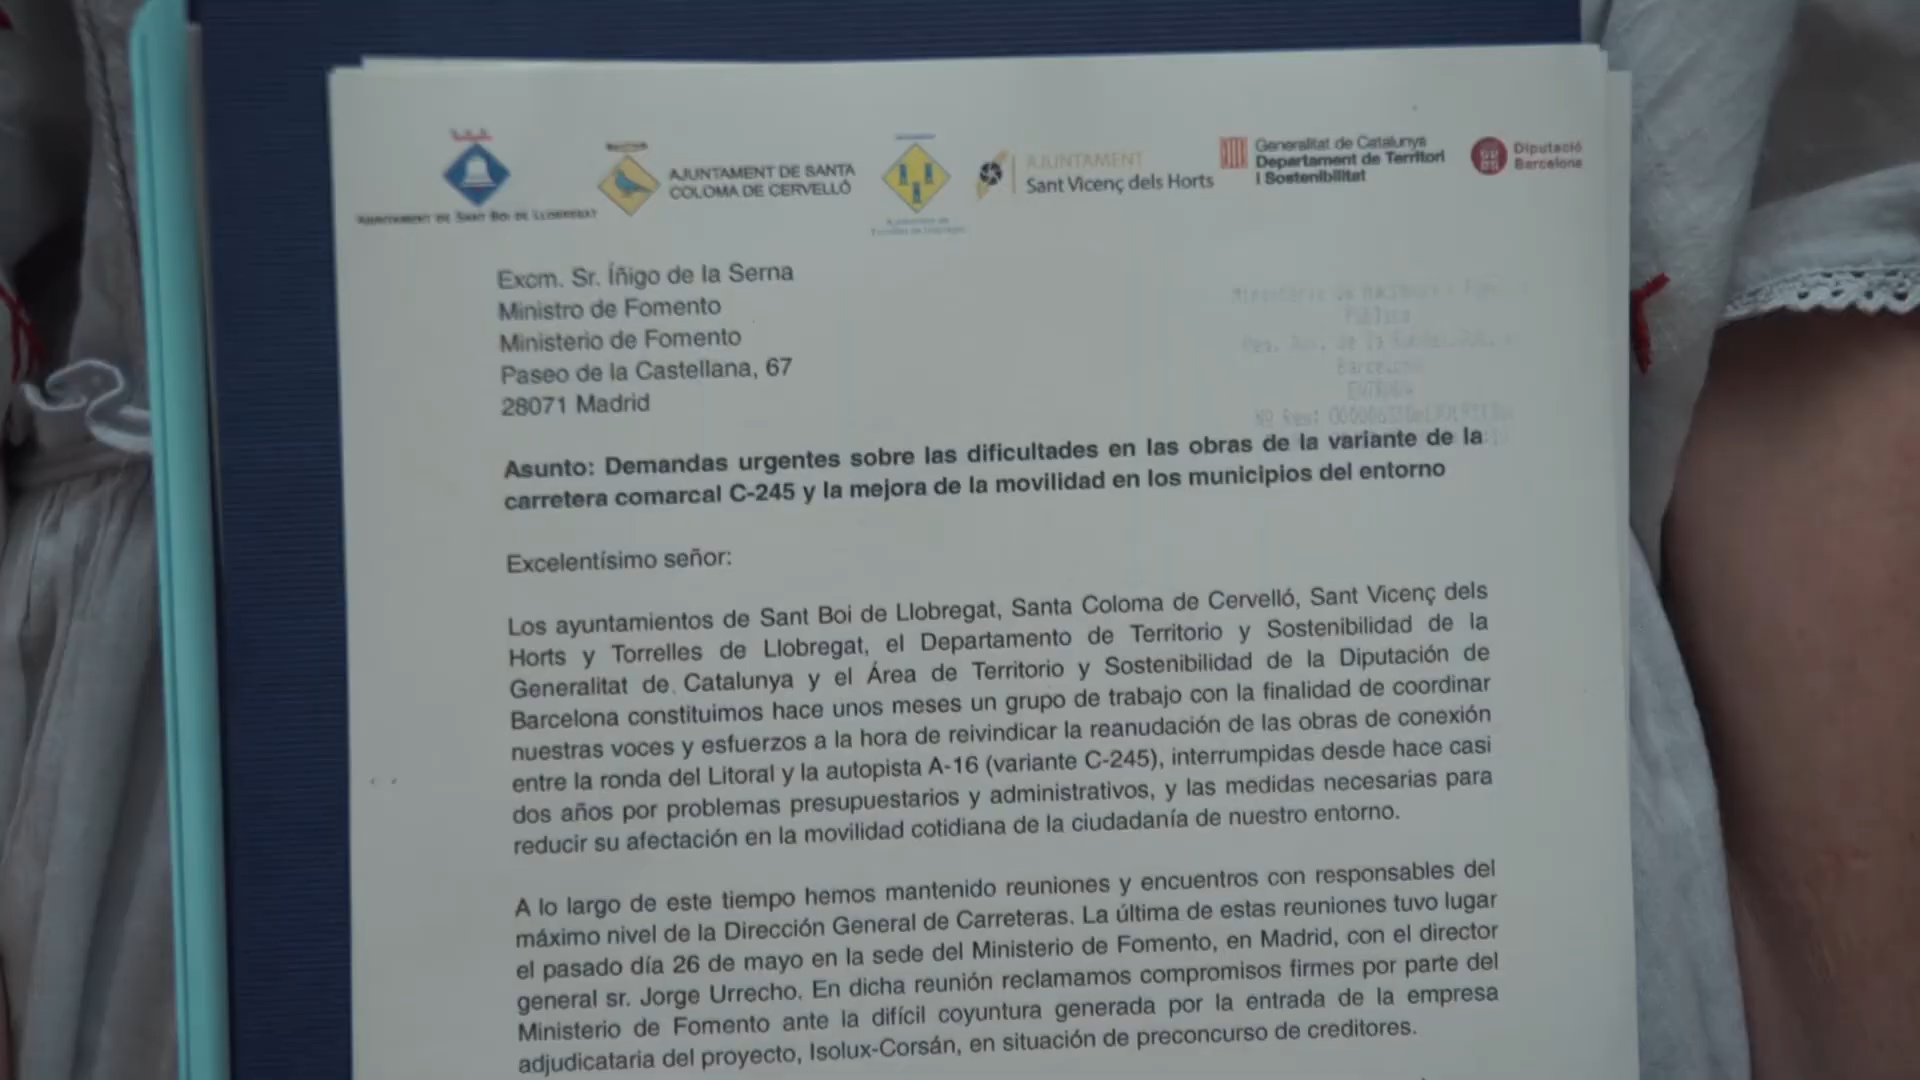 AJUNTAMENT DE SANT BOI DE LLOBREGAT
AJUNTAMENT DE SANTA
COLOMA DE CERVELLÓ
AJUNTAMENT
Sant Vicenç dels Horts
Generalitat de Catalunya
Departament de Territori
i Sostenibilitat
Diputació
Barcelona
Excm. Sr. Íñigo de la Serna
Ministro de Fomento
Ministerio de Fomento
Paseo de la Castellana, 67
28071 Madrid
Barcelona
ENTRADA
Asunto: Demandas urgentes sobre las dificultades en las obras de la variante de la
carretera comarcal C-245 y la mejora de la movilidad en los municipios del entorno
Excelentísimo señor:
Los ayuntamientos de Sant Boi de Llobregat, Santa Coloma de Cervelló, Sant Vicenç dels
Horts y Torrelles de Llobregat, el Departamento de Territorio y Sostenibilidad de la
Generalitat de Catalunya y el Área de Territorio y Sostenibilidad de la Diputación de
Barcelona constituimos hace unos meses un grupo de trabajo con la finalidad de coordinar
nuestras voces y esfuerzos a la hora de reivindicar la reanudación de las obras de conexión
entre la ronda del Litoral y la autopista A-16 (variante C-245), interrumpidas desde hace casi
dos años por problemas presupuestarios y administrativos, y las medidas necesarias para
reducir su afectación en la movilidad cotidiana de la ciudadanía de nuestro entorno.
A lo largo de este tiempo hemos mantenido reuniones y encuentros con responsables del
máximo nivel de la Dirección General de Carreteras. La última de estas reuniones tuvo lugar
el pasado día 26 de mayo en la sede del Ministerio de Fomento, en Madrid, con el director
general sr. Jorge Urrecho. En dicha reunión reclamamos compromisos firmes por parte del
Ministerio de Fomento ante la difícil coyuntura generada por la entrada de la empresa
adjudicataria del proyecto, Isolux-Corsán, en situación de preconcurso de creditores.